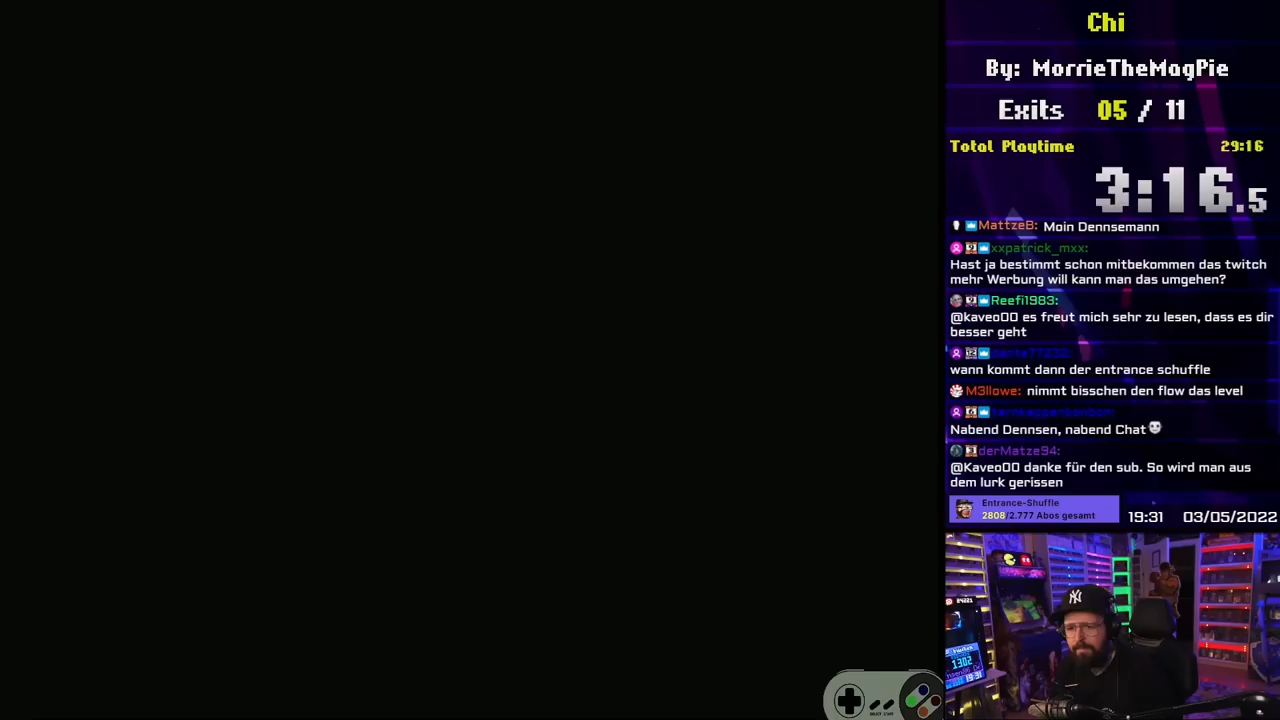 Chi
By: MorrieTheMagPie
Exits 05 / 11
Total Playtime 29:16
3:16.5
MattzeB: Moin Dennsemann
xxpatrick_mxx:
Hast ja bestimmt schon mitbekommen das twitch
mehr Werbung will kann man das umgehen?
Reefi1983:
@kaveo00 es freut mich sehr zu lesen, dass es dir
besser geht
wann kommt dann der entrance schuffle
M3llowe: nimmt bisschen den flow das level
Nabend Dennsen, nabend Chat
derMatze94:
@Kaveo00 danke für den sub. So wird man aus
dem lurk gerissen
Entrance-Shuffle
2808/2.777 Abos gesamt
19:31 03/05/2022
1302
19:31